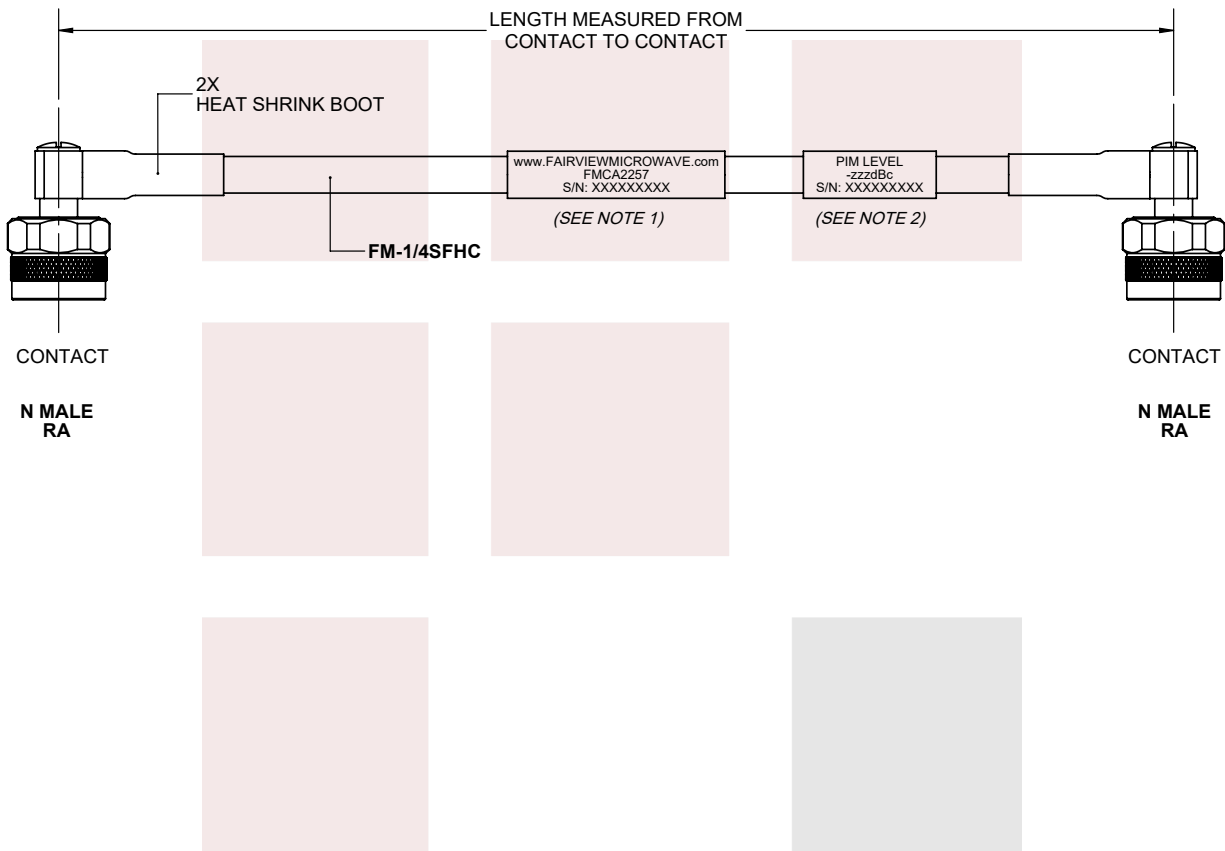 LENGTH MEASURED FROM
CONTACT TO CONTACT
2X
HEAT SHRINK BOOT
www.FAIRVIEWMICROWAVE.com
FMCA2257
S/N: XXXXXXXXX
PIM LEVEL
-zzzdBc
S/N: XXXXXXXXX
(SEE NOTE 1)
(SEE NOTE 2)
FM-1/4SFHC
CONTACT
CONTACT
N MALE
RA
N MALE
RA